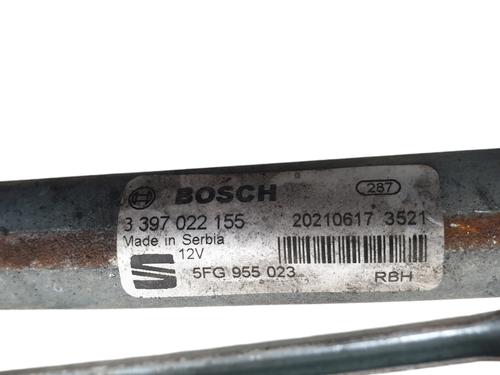 BOSCH 287
3 397 022 155 20210617 3521
Made in Serbia
12V
5FG 955 023 RBH